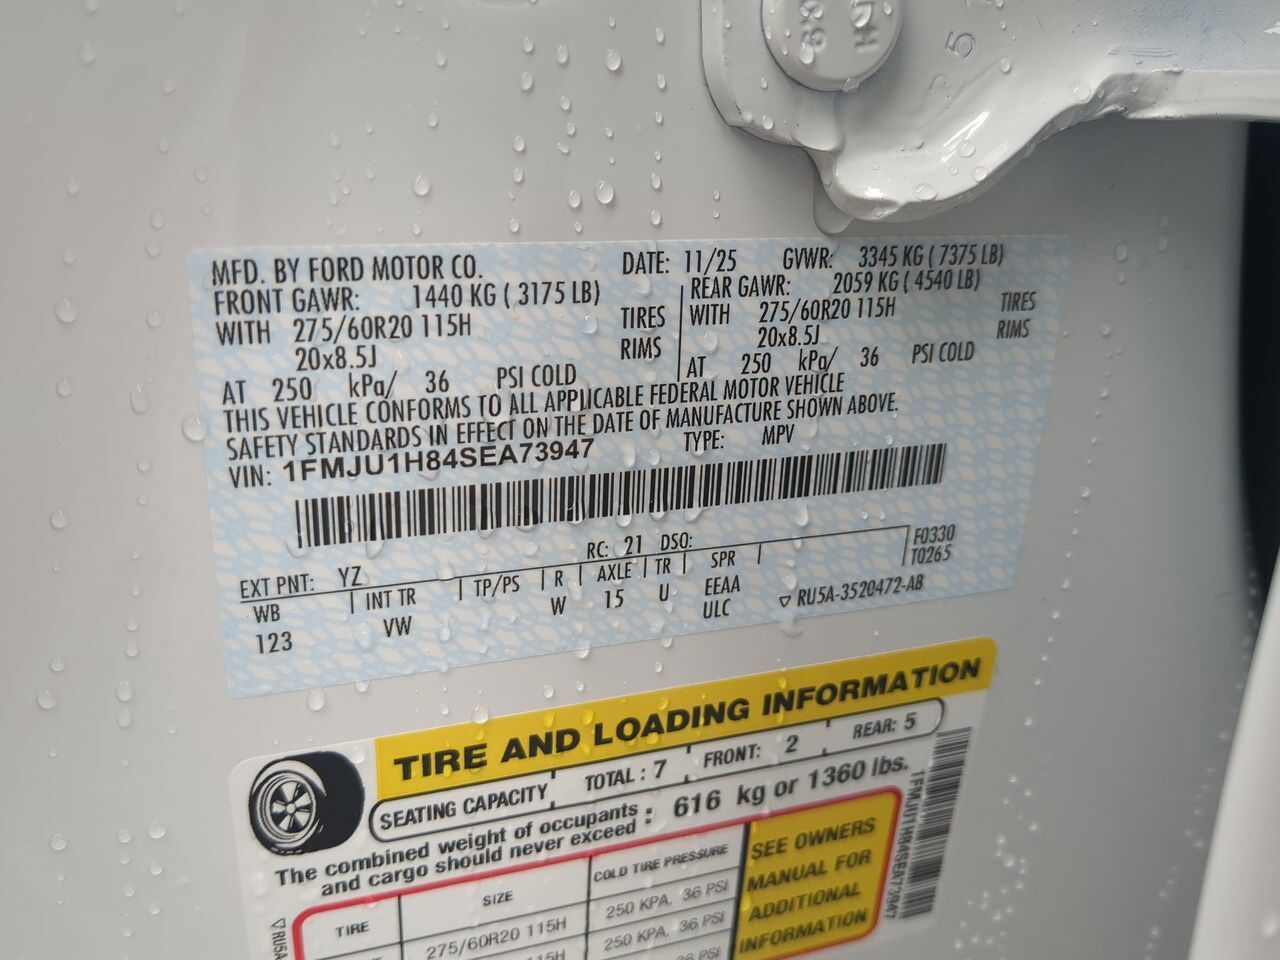 MFD. BY FORD MOTOR CO.
DATE: 11/25 GVWR: 3345 KG ( 7375 LB)
FRONT GAWR: 1440 KG ( 3175 LB)
WITH 275/60R20 115H TIRES
20x8.5J RIMS
AT 250 kPa/ 36 PSI COLD
REAR GAWR: 2059 KG ( 4540 LB)
WITH 275/60R20 115H TIRES
20x8.5J RIMS
AT 250 kPa/ 36 PSI COLD
THIS VEHICLE CONFORMS TO ALL APPLICABLE FEDERAL MOTOR VEHICLE
SAFETY STANDARDS IN EFFECT ON THE DATE OF MANUFACTURE SHOWN ABOVE.
VIN: 1FMJU1H84SEA73947 TYPE: MPV
EXT PNT: YZ RC: 21 DSO: F0330
T0265
WB INT TR TP/PS R AXLE TR SPR
123 VW W 15 U EEAA
ULC ▽ RU5A-3520472-AB
TIRE AND LOADING INFORMATION
SEATING CAPACITY TOTAL : 7 FRONT: 2 REAR: 5
The combined weight of occupants
and cargo should never exceed : 616 kg or 1360 lbs.
TIRE SIZE COLD TIRE PRESSURE
275/60R20 115H 250 KPA, 36 PSI
115H 250 KPA, 36 PSI
36 PSI
SEE OWNERS
MANUAL FOR
ADDITIONAL
INFORMATION
1FMJU1H84SEA73947
▽ RU5A
5